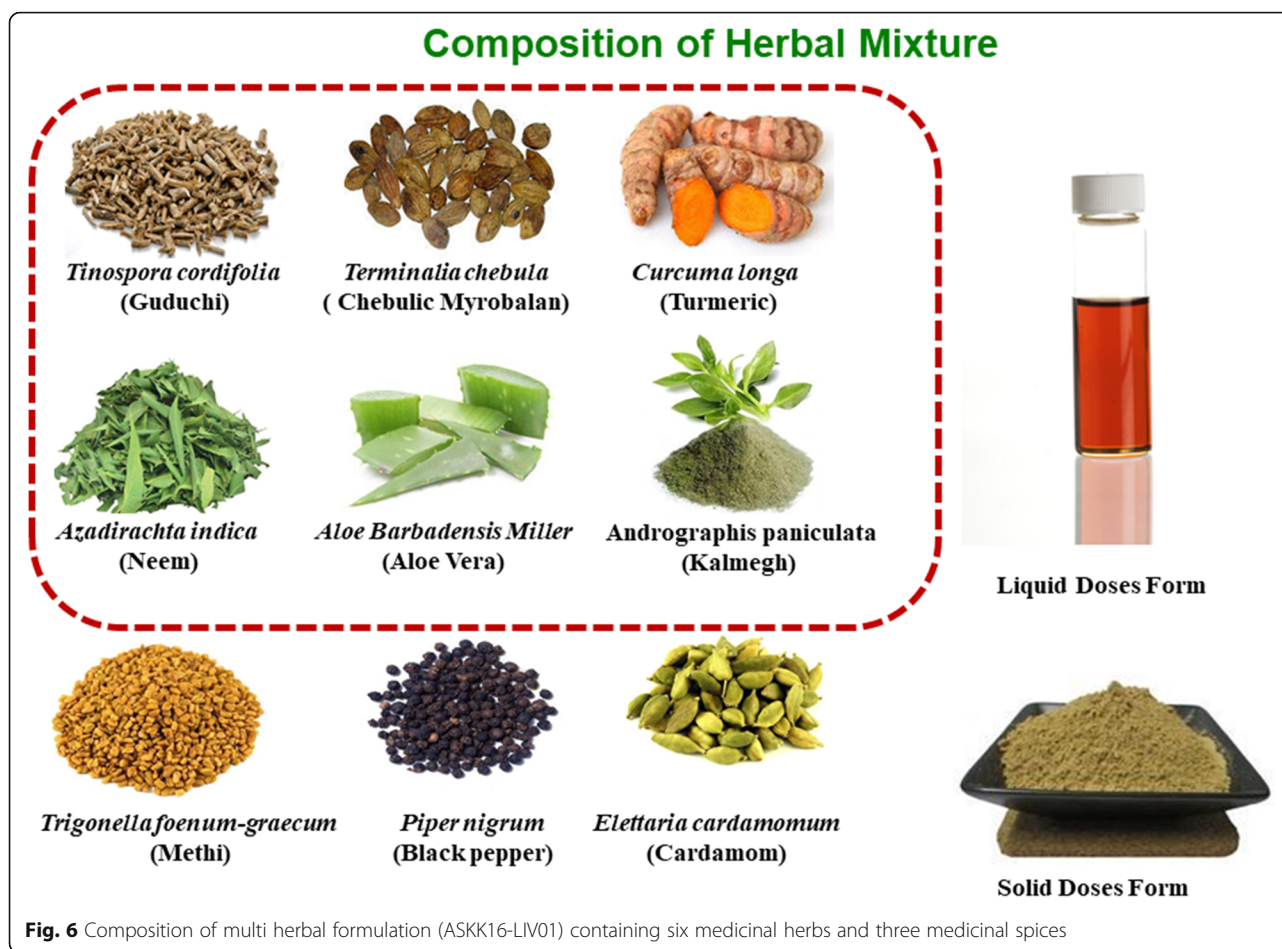 Composition of Herbal Mixture
Tinospora cordifolia
(Guduchi)
Terminalia chebula
( Chebulic Myrobalan)
Curcuma longa
(Turmeric)
Azadirachta indica
(Neem)
Aloe Barbadensis Miller
(Aloe Vera)
Andrographis paniculata
(Kalmegh)
Liquid Doses Form
Trigonella foenum-graecum
(Methi)
Piper nigrum
(Black pepper)
Elettaria cardamomum
(Cardamom)
Solid Doses Form
Fig. 6 Composition of multi herbal formulation (ASKK16-LIV01) containing six medicinal herbs and three medicinal spices